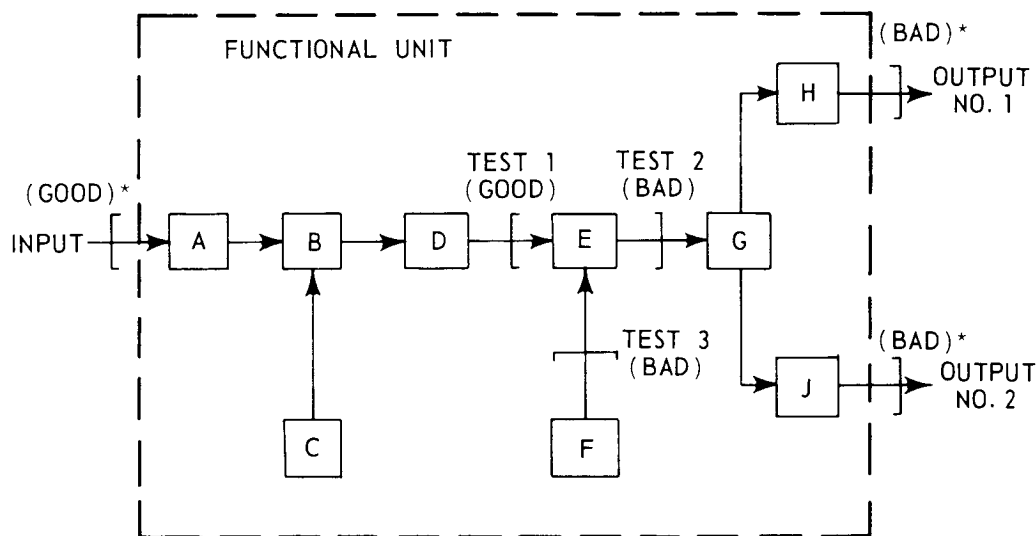 FUNCTIONAL UNIT
(BAD)*
OUTPUT
NO. 1
H
TEST 1
(GOOD)
TEST 2
(BAD)
(GOOD)*
INPUT
A
B
D
E
G
TEST 3
(BAD)
(BAD)*
OUTPUT
NO. 2
J
C
F